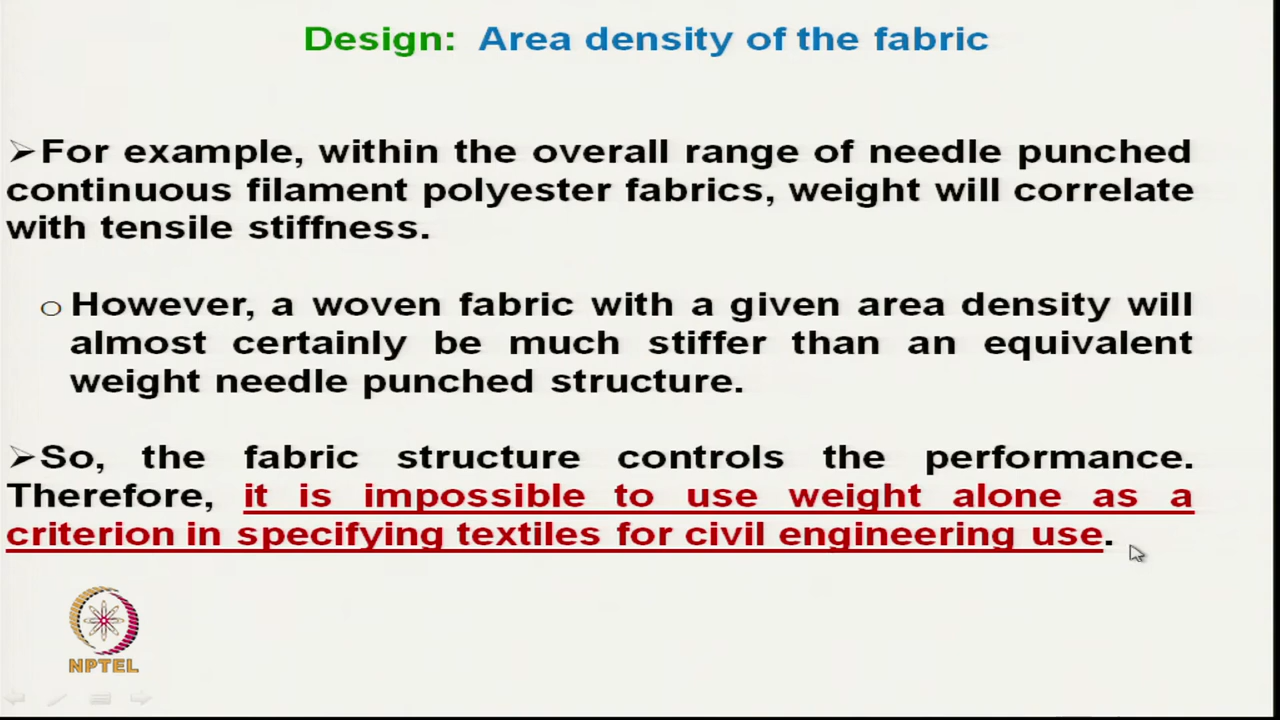 Design: Area density of the fabric
➢For example, within the overall range of needle punched
continuous filament polyester fabrics, weight will correlate
with tensile stiffness.
o However, a woven fabric with a given area density will
almost certainly be much stiffer than an equivalent
weight needle punched structure.
➢So, the fabric structure controls the performance.
Therefore, it is impossible to use weight alone as a
criterion in specifying textiles for civil engineering use.
NPTEL